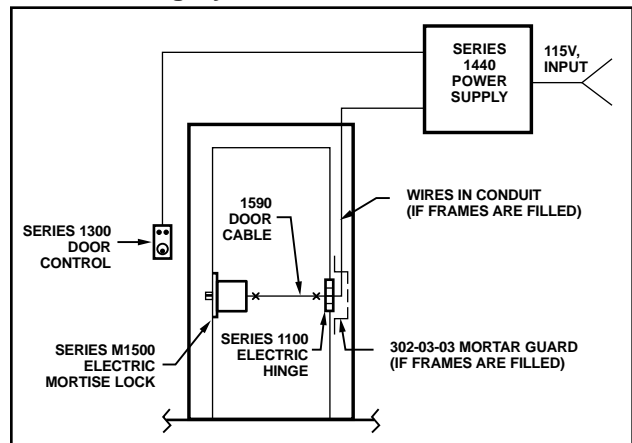 SERIES
1440
POWER
SUPPLY
115V,
INPUT
1590
DOOR
CABLE
WIRES IN CONDUIT
(IF FRAMES ARE FILLED)
SERIES 1300
DOOR
CONTROL
SERIES M1500
ELECTRIC
MORTISE LOCK
SERIES 1100
ELECTRIC
HINGE
302-03-03 MORTAR GUARD
(IF FRAMES ARE FILLED)